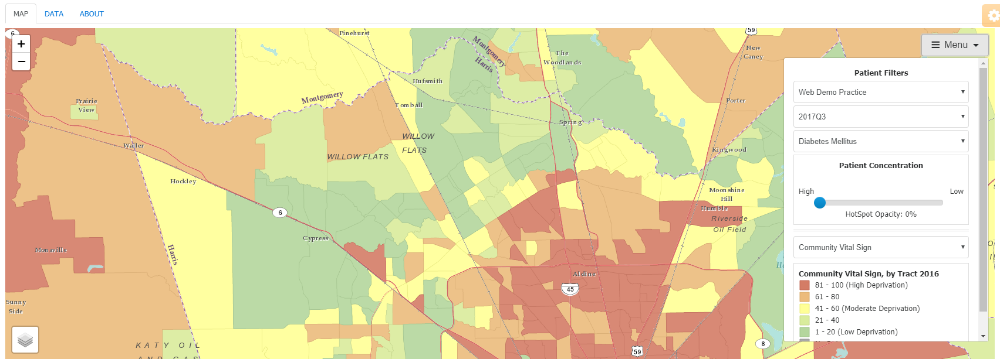 MAP
DATA
ABOUT
6
+
−
Pinehurst
59
Menu
Montgomery
Harris
The
Woodlands
New
Caney
Patient Filters
Hufsmith
Web Demo Practice
Montgomery
Prairie
View
Tomball
Porter
2017Q3
Spring
WILLOW
FLATS
Diabetes Mellitus
Waller
WILLOW FLATS
Kingwood
Patient Concentration
Hockley
High
Low
Moonshine
Hill
Humble
6
HotSpot Opacity: 0%
Riverside
Oil Field
Cypress
Harris
Monaville
Community Vital Sign
Aldine
45
Community Vital Sign, by Tract 2016
81 - 100 (High Deprivation)
61 - 80
41 - 60 (Moderate Deprivation)
21 - 40
1 - 20 (Low Deprivation)
Sunny
Side
KATY OIL
AND GAS
59
8